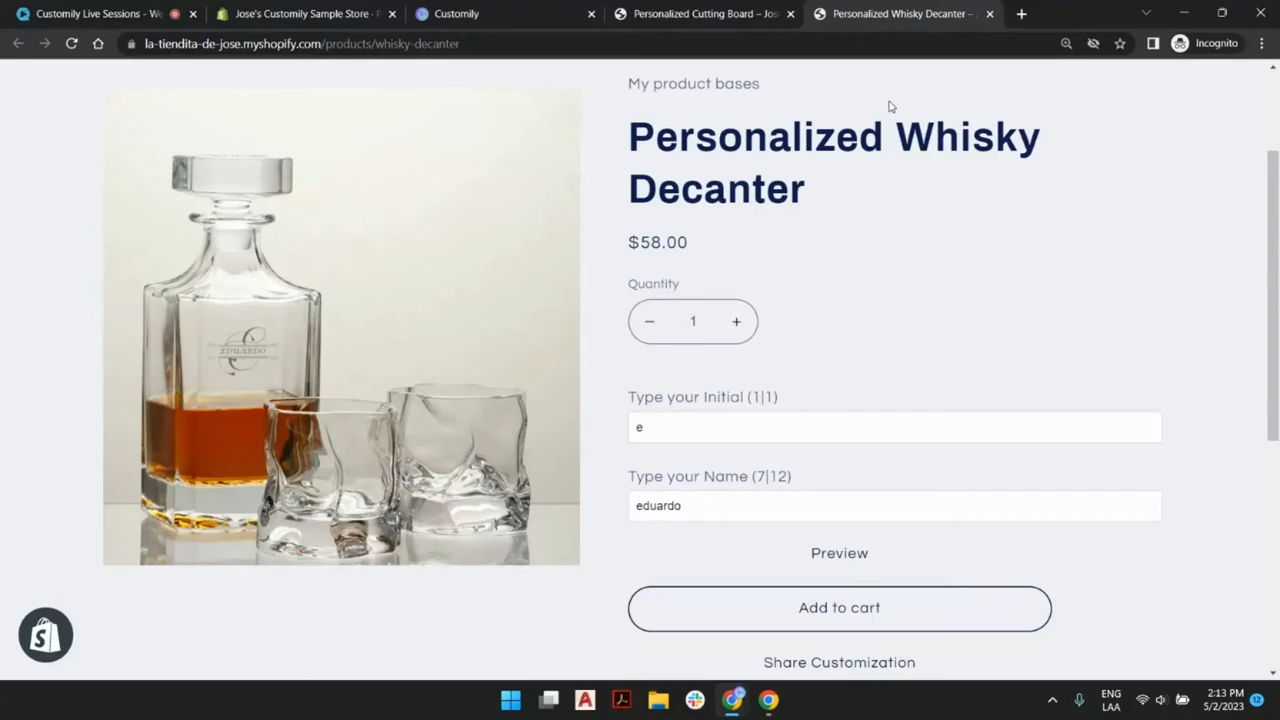 Customily Live Sessions - We
Jose's Customily Sample Store · P
Customily
Personalized Cutting Board – Jos
Personalized Whisky Decanter –
la-tiendita-de-jose.myshopify.com/products/whisky-decanter
Incognito
My product bases
Personalized Whisky
Decanter
$58.00
Quantity
− 1 +
Type your Initial (1|1)
e
Type your Name (7|12)
eduardo
Preview
Add to cart
Share Customization
EDUARDO
ENG
LAA
2:13 PM
5/2/2023
12